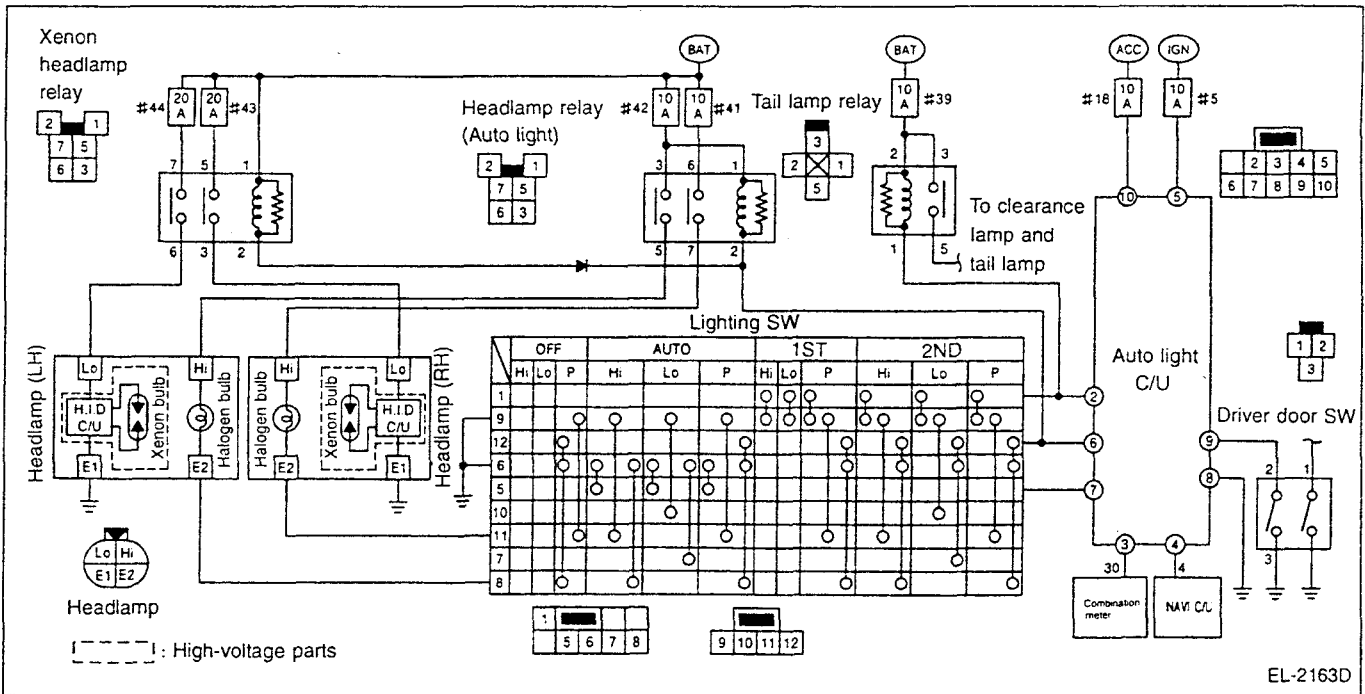 Xenon
headlamp
relay
2 1
7 5
6 3
#44 20 A
20 A #43
7 5 1
6 3 2
BAT
Headlamp relay
(Auto light)
2 1
7 5
6 3
#42 10 A
10 A #41
3 6 1
5 7 2
Tail lamp relay
3
2 1
5
BAT
10 A #39
2 3
1 5
To clearance
lamp and
tail lamp
ACC IGN
#18 10 A
10 A #5
2 3 4 5
6 7 8 9 10
10 5
Auto light
C/U
2
6
7
9
8
3 4
30 4
Combination
meter
NAVI C/U
1 2
3
Driver door SW
2 1
3
Headlamp (LH)
Lo Hi
H.I.D
C/U
Xenon bulb
Halogen bulb
E1 E2
Hi Lo
Halogen bulb
Xenon bulb
H.I.D
C/U
E2 E1
Headlamp (RH)
Lo Hi
E1 E2
Headlamp
: High-voltage parts
Lighting SW
OFF AUTO 1ST 2ND
Hi Lo P Hi Lo P Hi Lo P Hi Lo P
1
9
12
6
5
10
11
7
8
1
5 6 7 8
9 10 11 12
EL-2163D